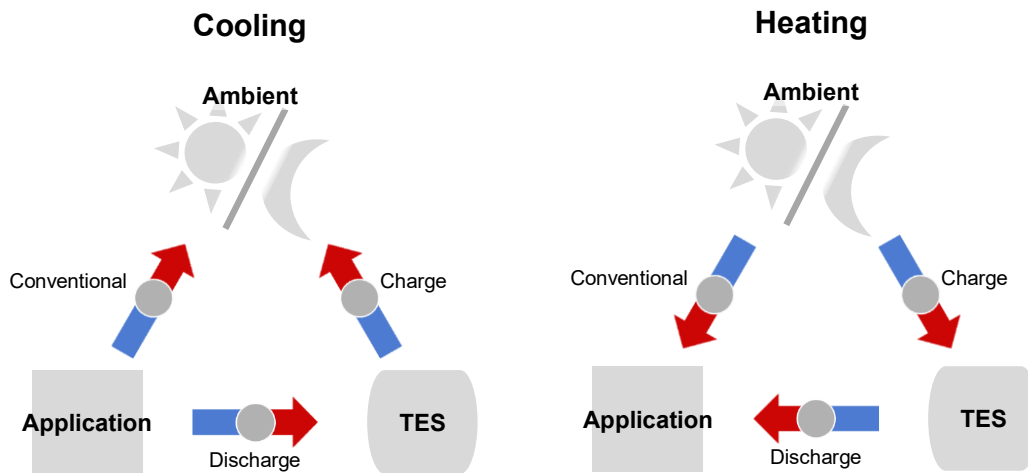 Cooling
Ambient
Conventional
Charge
Application
TES
Discharge
Heating
Ambient
Conventional
Charge
Application
TES
Discharge